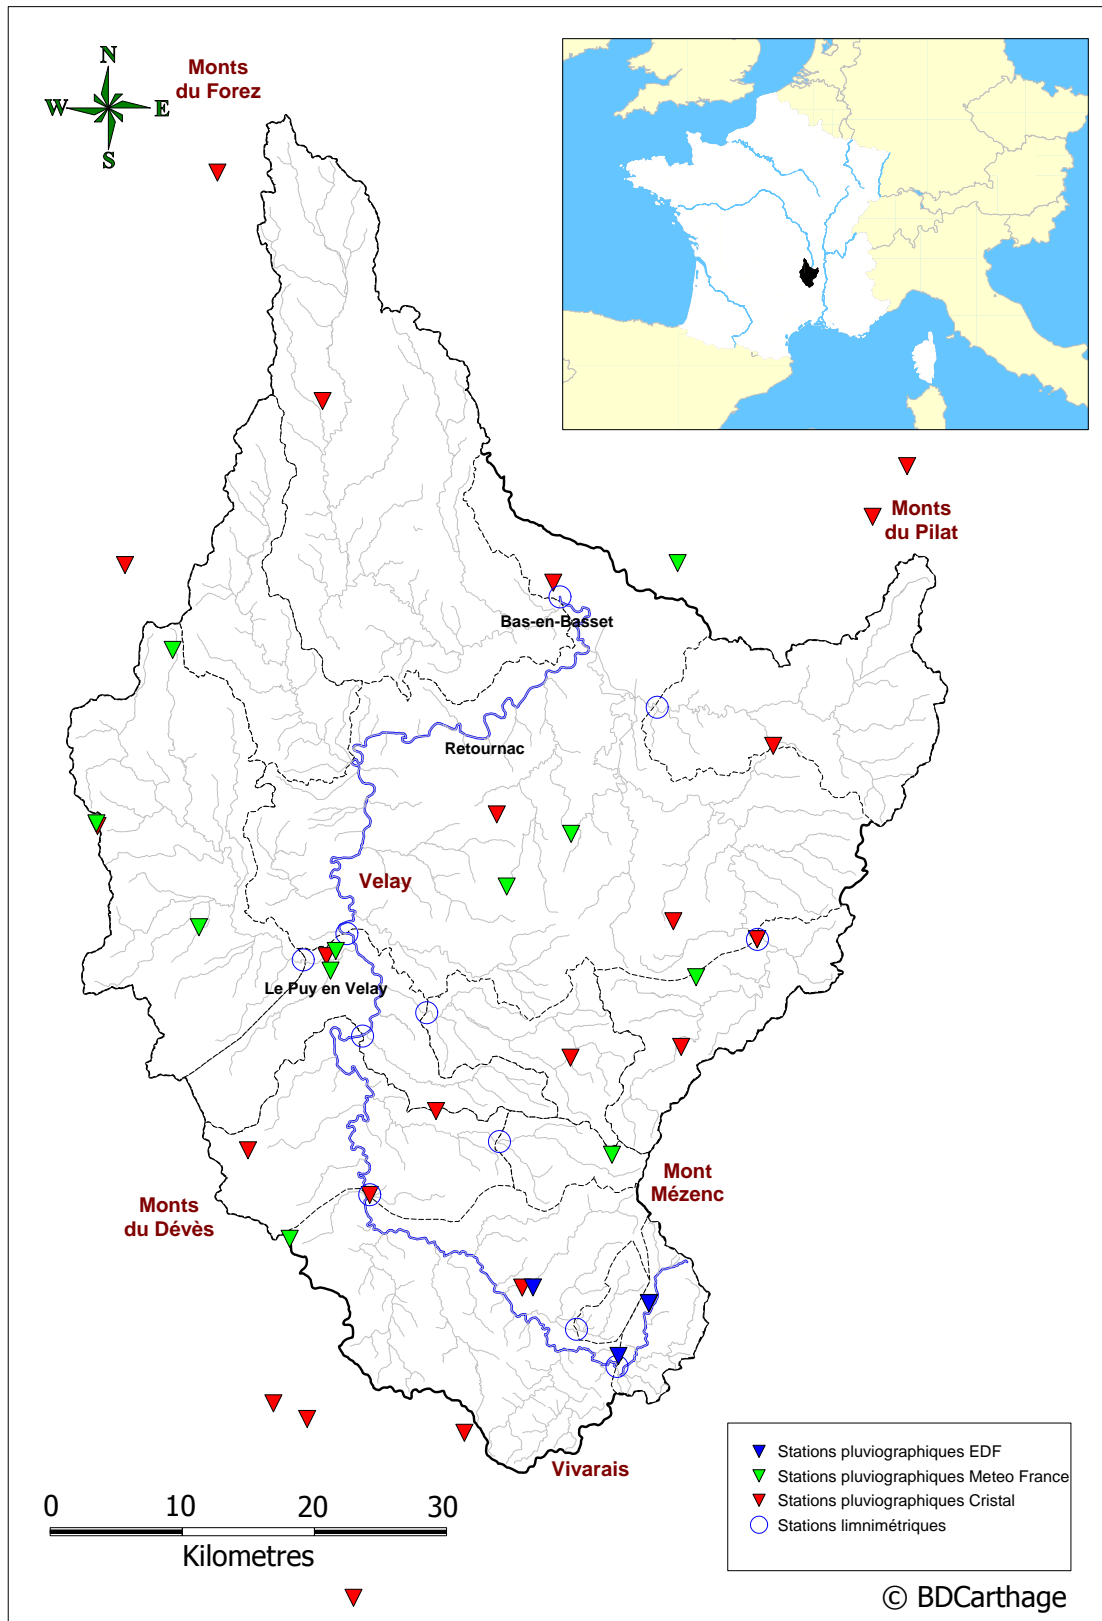 N
W
E
S
Monts
du Forez
Monts
du Pilat
Bas-en-Basset
Retournac
Velay
Le Puy en Velay
Mont
Mézenc
Monts
du Dévès
Vivarais
Stations pluviographiques EDF
Stations pluviographiques Meteo France
Stations pluviographiques Cristal
Stations limnimétriques
0 10 20 30
Kilometres
© BDCarthage